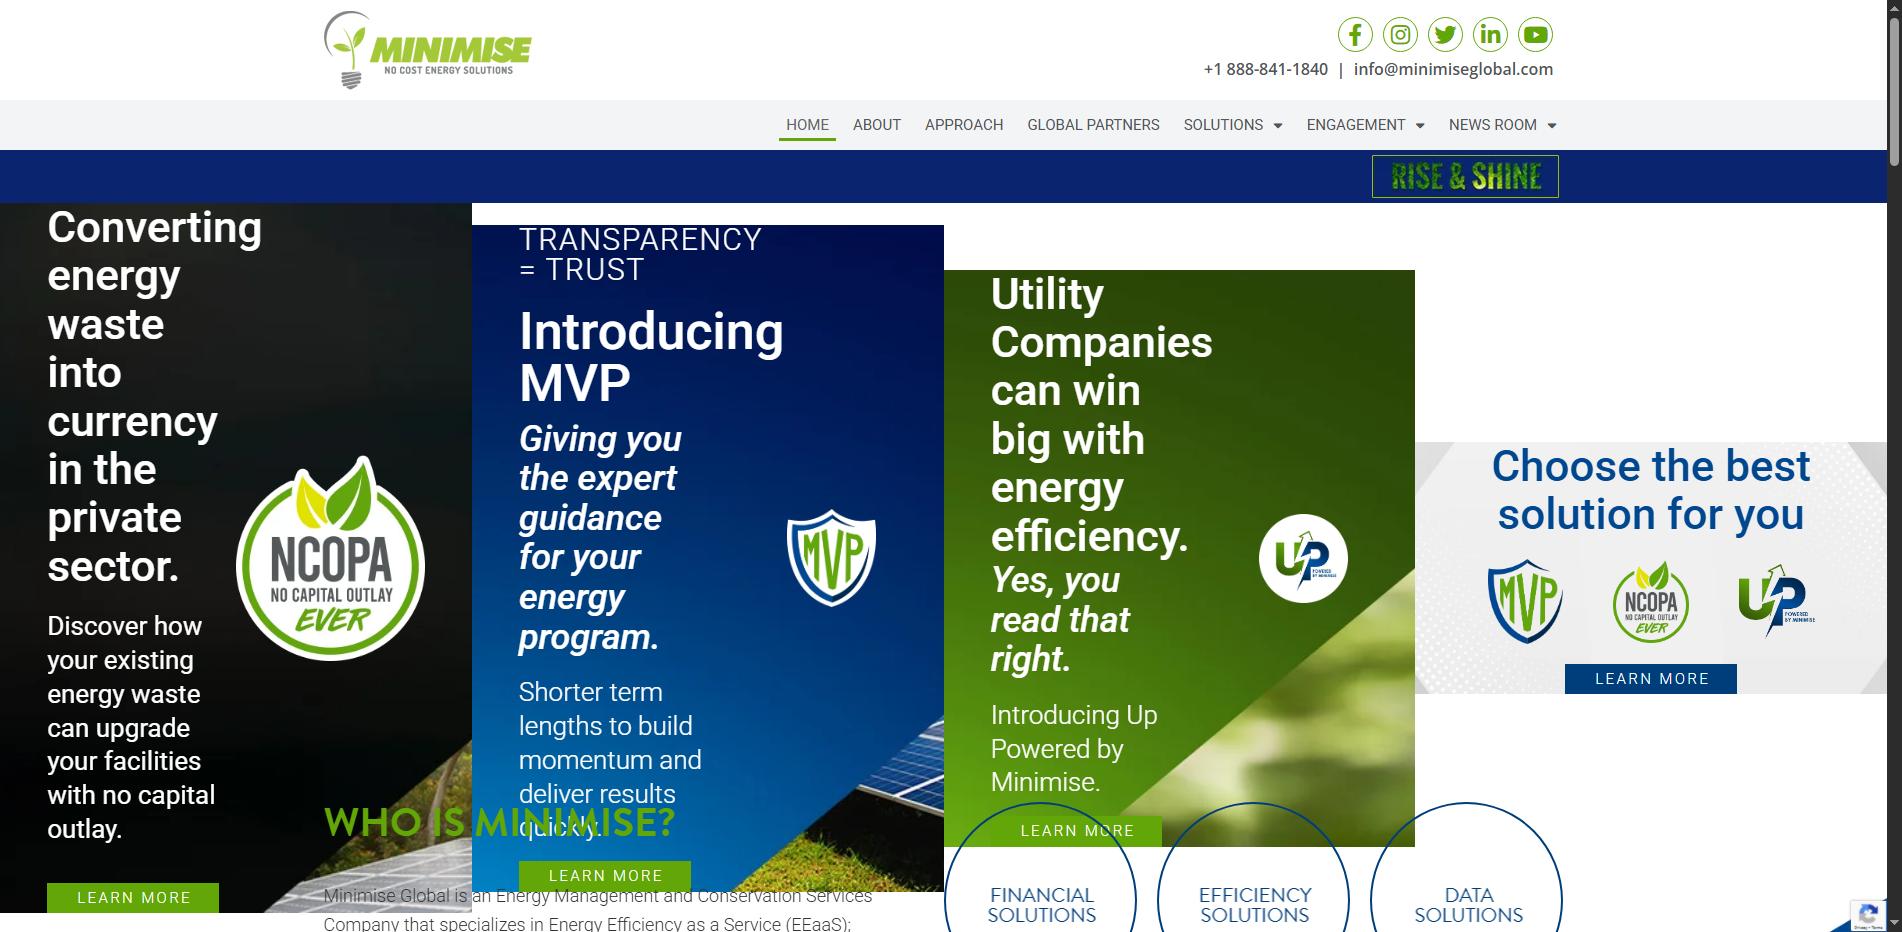 MINIMISE
NO COST ENERGY SOLUTIONS
+1 888-841-1840 | info@minimiseglobal.com
HOME
ABOUT
APPROACH
GLOBAL PARTNERS
SOLUTIONS
ENGAGEMENT
NEWS ROOM
RISE & SHINE
Converting
energy
waste
into
currency
in the
private
sector.
Discover how
your existing
energy waste
can upgrade
your facilities
with no capital
outlay.
LEARN MORE
NCOPA
NO CAPITAL OUTLAY
EVER
TRANSPARENCY
= TRUST
Introducing
MVP
Giving you
the expert
guidance
for your
energy
program.
Shorter term
lengths to build
momentum and
deliver results
quickly.
LEARN MORE
MVP
Utility
Companies
can win
big with
energy
efficiency.
Yes, you
read that
right.
Introducing Up
Powered by
Minimise.
LEARN MORE
UP
POWERED
BY MINIMISE
Choose the best
solution for you
MVP
NCOPA
NO CAPITAL OUTLAY
EVER
UP
POWERED
BY MINIMISE
LEARN MORE
WHO IS MINIMISE?
Minimise Global is an Energy Management and Conservation Services
Company that specializes in Energy Efficiency as a Service (EEaaS);
FINANCIAL
SOLUTIONS
EFFICIENCY
SOLUTIONS
DATA
SOLUTIONS
Privacy - Terms